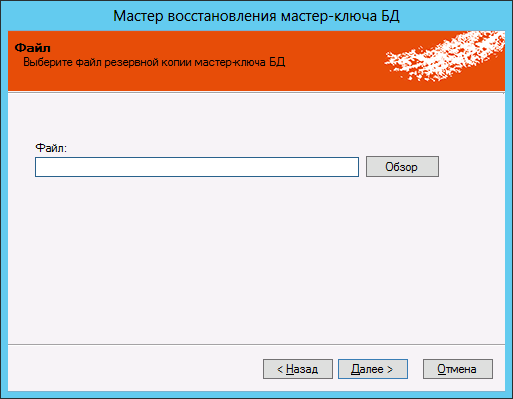 Мастер восстановления мастер-ключа БД
Файл
Выберите файл резервной копии мастер-ключа БД
Файл:
Обзор
< Назад
Далее >
Отмена